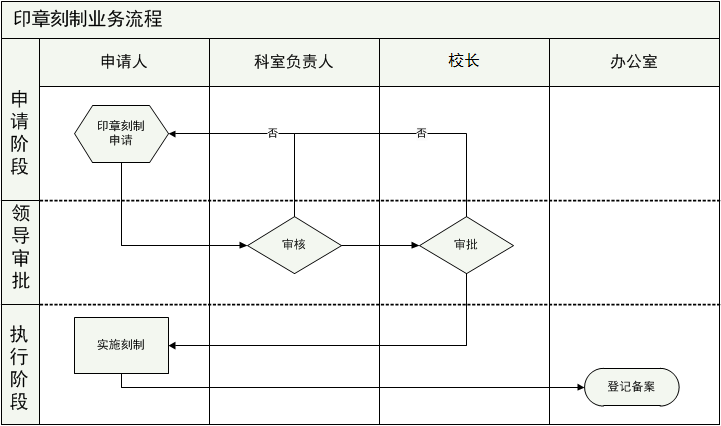 印章刻制业务流程
申请人
科室负责人
校长
办公室
申请阶段
印章刻制
申请
否
否
领导审批
审核
审批
执行阶段
实施刻制
登记备案